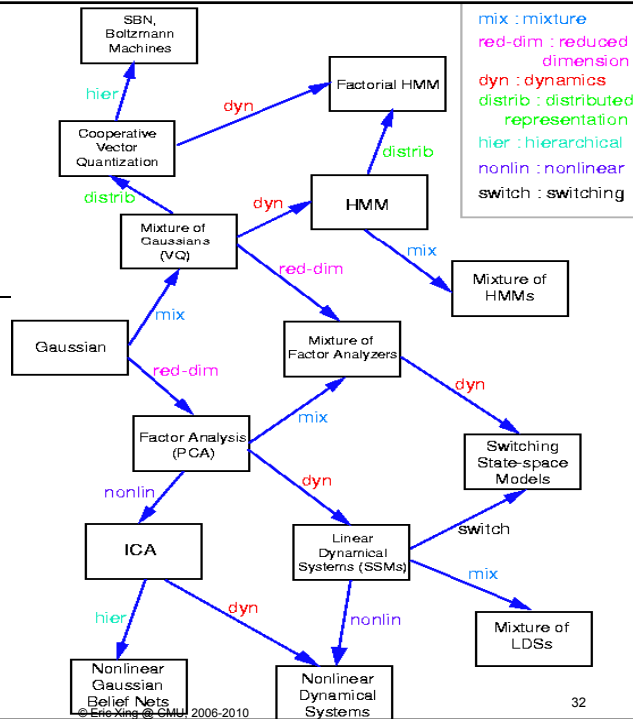 SBN,
Boltzmann
Machines
mix : mixture
red-dim : reduced
dimension
dyn : dynamics
distrib : distributed
representation
hier : hierarchical
nonlin : nonlinear
switch : switching
hier
dyn
Factorial HMM
Cooperative
Vector
Quantization
distrib
distrib
dyn
HMM
Mixture of
Gaussians
(VQ)
red-dim
mix
Mixture of
HMMs
mix
Gaussian
Mixture of
Factor Analyzers
red-dim
dyn
mix
Factor Analysis
(PCA)
Switching
State-space
Models
nonlin
dyn
switch
ICA
Linear
Dynamical
Systems (SSMs)
mix
hier
dyn
nonlin
Mixture of
LDSs
Nonlinear
Gaussian
Belief Nets
Nonlinear
Dynamical
Systems
© Eric Xing @ CMU, 2006-2010
32